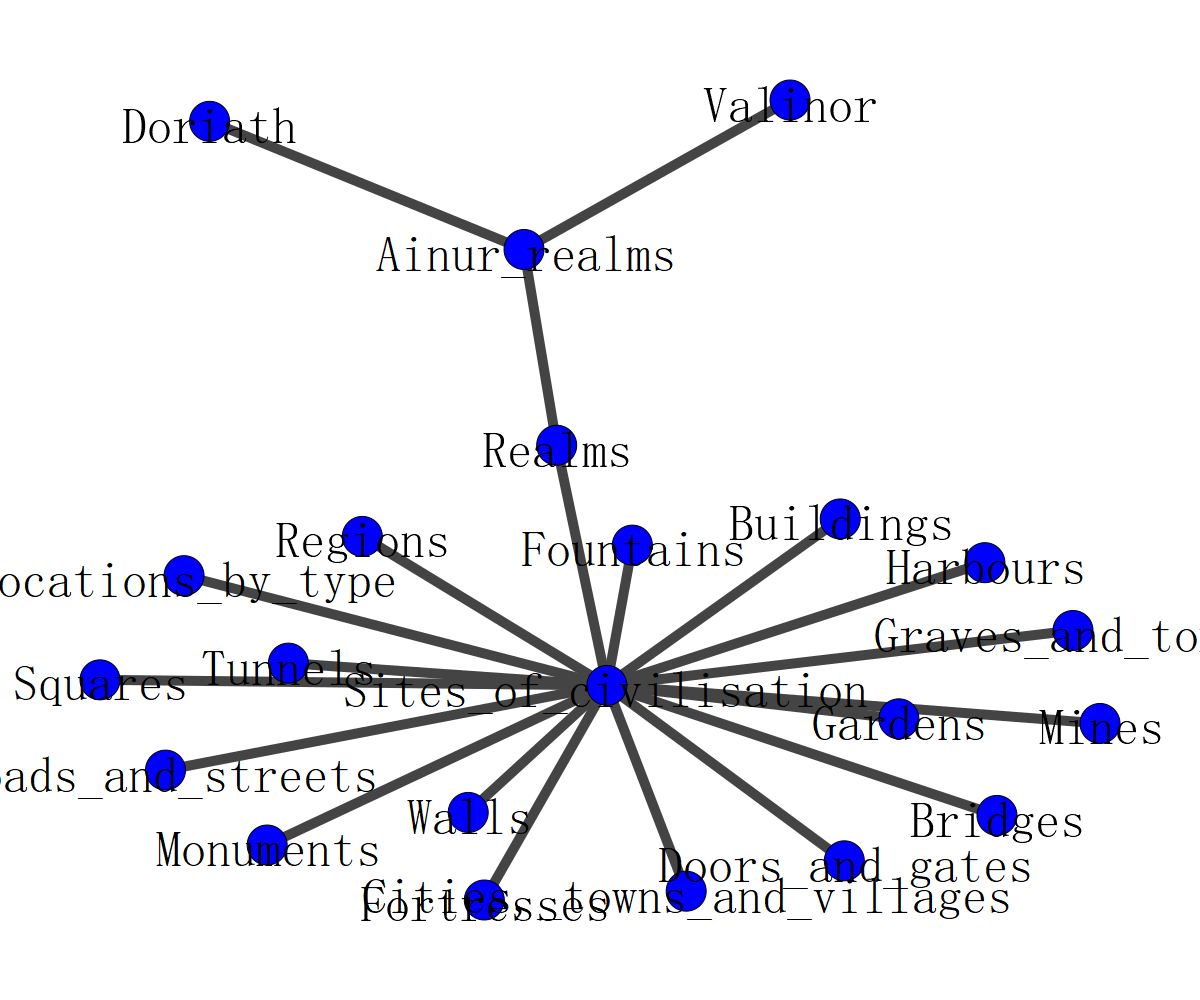 Valinor
Doriath
Ainur_realms
Realms
Buildings
Regions
Fountains
Harbours
ocations_by_type
Graves_and_to
Tunnels
Squares
Sites_of_civilisation
Gardens
Mines
oads_and_streets
Walls
Bridges
Monuments
Doors_and_gates
Cities,_towns_and_villages
Fortresses